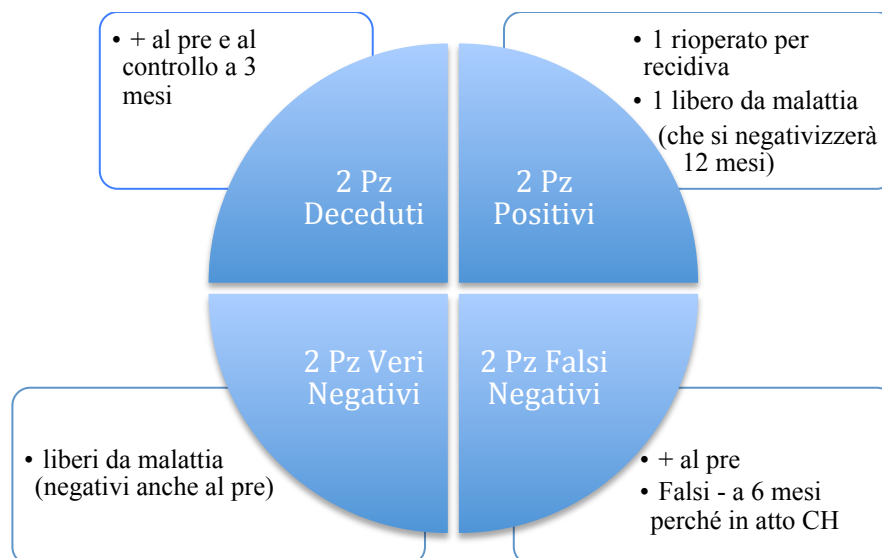 • + al pre e al
controllo a 3
mesi
• 1 rioperato per
recidiva
• 1 libero da malattia
(che si negativizzerà
12 mesi)
2 Pz
Deceduti
2 Pz
Positivi
2 Pz Veri
Negativi
2 Pz Falsi
Negativi
• liberi da malattia
(negativi anche al pre)
• + al pre
• Falsi - a 6 mesi
perché in atto CH